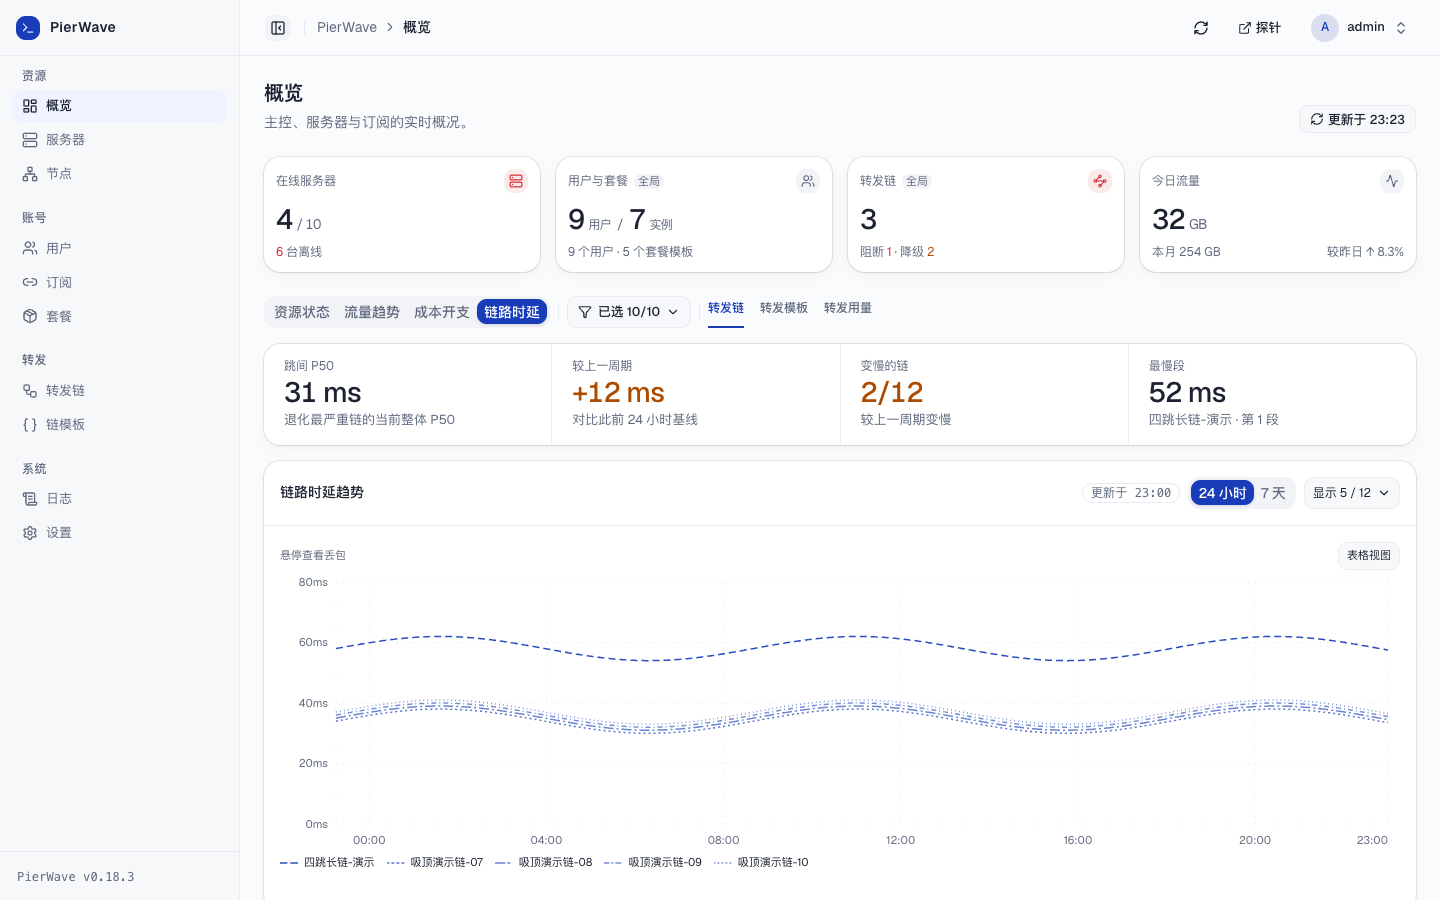 PierWave
PierWave > 概览
探针
A admin
资源
概览
服务器
节点
账号
用户
订阅
套餐
转发
转发链
链模板
系统
日志
设置
PierWave v0.18.3
概览
主控、服务器与订阅的实时概况。
更新于 23:23
在线服务器
4 / 10
6 台离线
用户与套餐 全局
9 用户 / 7 实例
9 个用户 · 5 个套餐模板
转发链 全局
3
阻断 1 · 降级 2
今日流量
32 GB
本月 254 GB 较昨日 ↑ 8.3%
资源状态 流量趋势 成本开支 链路时延
已选 10/10
转发链 转发模板 转发用量
跳间 P50
31 ms
退化最严重链的当前整体 P50
较上一周期
+12 ms
对比此前 24 小时基线
变慢的链
2/12
较上一周期变慢
最慢段
52 ms
四跳长链-演示 · 第 1 段
链路时延趋势
更新于 23:00
24 小时 7 天
显示 5 / 12
悬停查看丢包
表格视图
80ms
60ms
40ms
20ms
0ms
00:00 04:00 08:00 12:00 16:00 20:00 23:00
四跳长链-演示 吸顶演示链-07 吸顶演示链-08 吸顶演示链-09 吸顶演示链-10